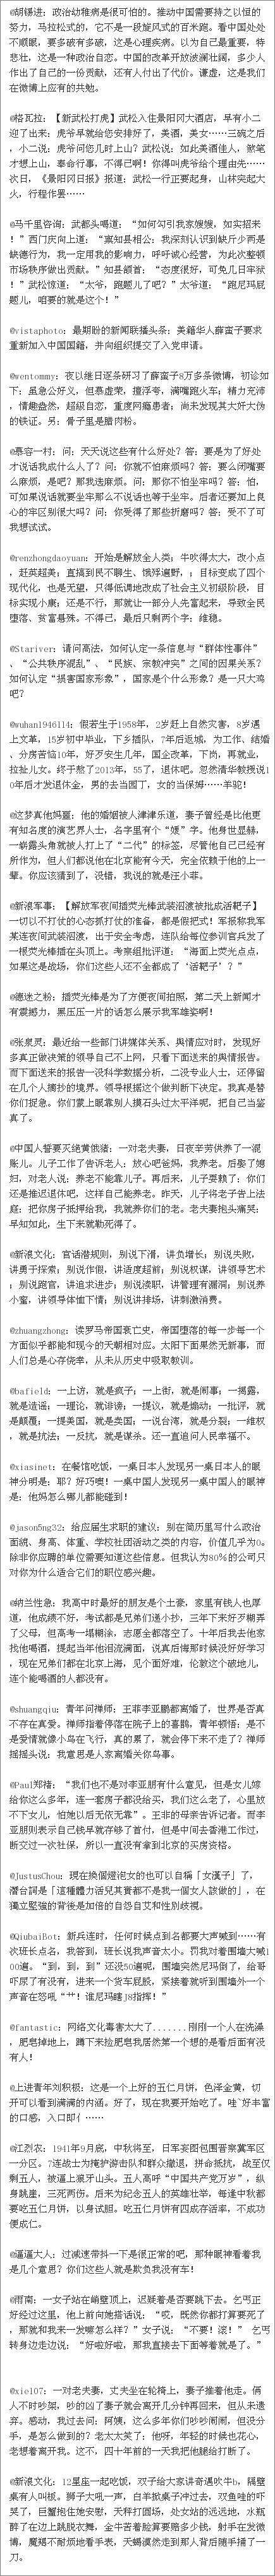 @胡锡进：政治幼稚病是很可怕的。推动中国需要持之以恒的
努力，马拉松式的，它不是一段旋风式的百米跑。看中国处处
不顺眼，要多破有多破，这是心理疾病。以为自己最重要，特
悲壮，这是一种政治自恋。中国的改革开放波澜壮阔，多少人
作出了自己的一份贡献，还有人付出了代价。谦虚，这是我们
在微博上应有的共勉。
@格瓦拉：【新武松打虎】武松入住景阳冈大酒店，早有小二
迎了出来：虎爷早就给您安排好了，美酒，美女……三碗之后
，小二说：虎爷问您几时上山？武松说：如此美酒佳人，煞笔
才想上山，奉命行事，不得已啊！你得叫虎爷给个理由先……
次日，《景阳冈日报》报道：武松一行正要起身，山林突起大
火，行程作罢……
@马千里咨询：武都头喝道：“如何勾引我家嫂嫂，如实招来
！”西门庆向上道：“禀知县相公：我深刻认识到缺斤少两是
缺德行为，我一定用我的影响力，呼吁诚心经营，为此次整顿
市场秩序做出贡献。”知县颔首：“态度很好，可免几日牢狱
！”武松惊道：“太爷，跑题儿了吧？”太爷道：“跑尼玛屁
题儿，咱要的就是这个！”
@vistaphoto：最期盼的新闻联播头条：美籍华人薛蛮子要求
重新加入中国国籍，并向组织提交了入党申请。
@wentommy：夜以继日逐条研习了薛蛮子8万多条微博，初诊如
下：虽急公好义，但慕虚荣，擅浮夸，满嘴跑火车；精力充沛
，情趣盎然，超级自恋，重度网瘾患者；尚未发现其大奸大伪
的铁证。另：骨子里是腊肉粉。
@慕容一村：问：天天说这些有什么好处？答：要是为了好处
才说话我成什么人了？问：你就不怕麻烦吗？答：要么闭嘴要
么麻烦，是吧？那我选麻烦。问：那你不怕坐牢吗？答：怕，
可如果说话就要坐牢那么不说话也等于坐牢。后者还要加上良
心的牢区别很大吗？问：你受得了那些折磨吗？答：受不了可
我想试试。
@renzhongdaoyuan：开始是解放全人类；牛吹得太大，改小点
，赶英超美；直搞到民不聊生、饿殍遍野，；目标变成了四个
现代化，也是无望，只得低调地改成了社会主义初级阶段，目
标实现小康；还是不行，那就让一部分人先富起来，导致全民
堕落、贫富悬殊。不得已，最后只剩两个字：维稳。
@Stariver：请问高法，如何认定一条信息与“群体性事件”
、“公共秩序混乱”、“民族、宗教冲突”之间的因果关系？
如何认定“损害国家形象”，国家是个什么形象？是一只大鸡
吧？
@wuhan1946114：假若生于1958年，2岁赶上自然灾害，8岁遇
上文革，15岁初中毕业，下乡插队，7年后返城，为工作、结婚
、分房苦恼10年，好歹安生几年，国企改革，下岗，再就业，
拉扯儿女。终于熬了2013年，55了，退休吧。忽然清华教授说1
0年后才发退休金，男的去当园丁，女的当保姆……羊驼！
@这梦真他妈噩：他的婚姻被人津津乐道，妻子曾经是比他更
有知名度的演艺界人士，名字里有个“媛”字。他身世显赫，
一崭露头角就被人打上了“二代”的标签，尽管他自己已经有
所作为，但人们都说他在北京能有今天，完全依赖于他的上一
辈。你应该猜到了，没错，我说的就是汪小菲。
@新浪军事：【解放军夜间插荧光棒武装泅渡被批成活靶子】
一切以不打仗的心态抓打仗的准备，都是假把式！军报称我军
某连夜间武装泅渡，出于安全考虑，连队给每位参训官兵发了
一根荧光棒插在头顶上。考察组批评道：“海面上荧光点点，
如果这是战场，你们这些人还不全都成了‘活靶子’？”
@德迷之粉：插荧光棒是为了方便夜间拍照，第二天上新闻才
有震撼力，黑压压一片的话怎么展示我军雄姿啊！
@张泉灵：最近给一些部门讲媒体关系、舆情应对时，发现好
多真正做决策的领导自己不上网，只看下面送来的舆情报告。
而下面送来的报告一没科学数据分析，二没专业人士，还停留
在几个人摘抄的境界。领导根据这个做判断下决定。我真是替
你们捉急。你们蒙上眼靠别人摸石头过太平洋呢，把自己当鉴
真了。
@中国人誓要灭绝黄俄猪：一对老夫妻，日夜辛劳供养了一混
账儿。儿子工作了告诉老人：放心吧爸妈，我养老。后娶了媳
妇，对老人说：养老不能靠儿子。再后来，儿子耍赖了：你们
还是推迟退休吧，这样自己能养老。昨天，儿子将老子告上法
庭：把你房子抵押给我，我就养你们的老。老夫妻抱头痛哭：
早知如此，生下来就勒死得了。
@新浪文化：官话潜规则，别说下滑，讲负增长；别说失败，
讲勇于探索；别说作假，讲适度超前；别说权谋，讲领导艺术
；别说跑官，讲追求进步；别说渎职，讲管理有漏洞；别说养
小蜜，讲领导体恤下情；别说讲排场，讲刺激消费。
@zhuangzhong：读罗马帝国衰亡史，帝国堕落的每一步每一个
方面似乎都能和现今的天朝相对应。太阳下面果然无新事，而
人们总是心存侥幸，从未从历史中吸取教训。
@bafield：一上访，就是疯子；一上街，就是闹事；一揭露，
就是造谣；一理论，就诽谤；一提议，就是煽动；一批评，就
是颠覆；一提美国，就是卖国；一说台湾，就是分裂；一维权
，就是抗法；一反抗，就是谋杀。还一直追问人民幸福不。
@xiasinet：在餐馆吃饭，一桌日本人发现另一桌日本人的眼
神分明是：耶？好巧噢！一桌中国人发现另一桌中国人的眼神
是：他妈怎么哪儿都能碰到！
@jason5ng32：给应届生求职的建议：别在简历里写什么政治
面貌、身高、体重、学校社团活动之类的内容，价值几乎为0。
除非你应聘的单位需要知道这些信息。但我认为80%的公司只
对你为什么适合它们的职位感兴趣。
@纳兰性急：我高中时最好的朋友是个土豪，家里有钱人也厚
道，他成绩不好，考试都是兄弟们递小抄，三年下来好歹糊弄
了父母，但高考一塌糊涂，志愿全都落空了。十年后我去他家
找他喝酒，提起当年他泪流满面，说真后悔那时候没好好学习
，现在兄弟们都在北京上海，见个面好难，伦敦这个破地儿，
连个能喝酒的人都没有。
@shuangqiu：青年问禅师：王菲李亚鹏都离婚了，世界是否真
不存在真爱。禅师指着停落在院子上的喜鹊，青年顿悟：是不
是爱情就像小鸟在飞行，真的累了，就会停下来不走了？禅师
摇摇头说：我意思是人家离婚关你鸟事。
@Paul郑褚：“我们也不是对李亚朋有什么意见，但是女儿嫁
给你这么多年，连一套房子都没给买，我们这么老了，心里放
不下女儿，怕她以后无依无靠”。王菲的母亲告诉记者。而李
亚朋则表示自己钱早就存够了首付，但是中间去香港工作过，
断交过一次社保，所以一直没有拿到北京的买房资格。
@JustusChou：現在換個燈泡女的也可以自稱「女漢子」了，
潛台詞是「這種體力活兒其實都不是我一個女人該做的」，在
獨立堅強的背後是加倍的自怨自艾和性別歧視。
@QiubaiBot：新兵连时，任何时候点到名都要大声喊到……有
次班长点名，我答到，班长说我声音太小。罚我对着围墙大喊1
00遍。“到，到，到”还没50遍呢，围墙突然尼玛倒了，给哥
吓尿了有没有，进来一个货车屁股，紧接着就听到围墙外一个
声音在怒吼“艹！谁尼玛瞎J8指挥！”
@fantastic：网络文化毒害太大了.......刚刚一个人在洗澡
，肥皂掉地上，蹲下来捡肥皂我居然第一个想的是看后面有没
有人！
@上进青年刘积极：这是一个上好的五仁月饼，色泽金黄，切
开可以看到满满的内涵。好了，现在我要开始吃了。哇~好丰富
的口感，入口即亻……
@江烈农：1941年9月底，中秋将至，日军妄图包围晋察冀军区
一分区。7连战士为掩护游击队和群众撤退，拼命抵抗，战至仅
剩五人，被逼上狼牙山头。五人高呼“中国共产党万岁”，纵
身跳崖，三死两伤。后来为纪念五人的英雄壮举，每逢中秋都
要吃五仁月饼，以身试胆。吃五仁月饼有四成存活率，不成功
便成仁。
@逼逼大人：过减速带抖一下是很正常的吧，那种眼神看着我
是几个意思？你们这些人就是欺负我没有车！
@雨南：一女子站在峭壁顶上，迟疑着是否要跳下去。乞丐正
好经过这里，他上前向她搭话说：“哎，既然你都打算要死了
，那就和我来一发嘛怎么样？”女子说：“不要！滚！” 乞丐
转身边走边说：“好啦好啦，那我直接去下面等着就是了。”
@xie107：一对老夫妻，丈夫坐在轮椅上，妻子推着他走。俩
人不时吵架，吵的凶了妻子就会离开几分钟再回来，但从未遗
弃。感动，我过去问：阿姨，这么多年你们吵吵闹闹，但没分
手，是怎么做到的？老太太笑了：他呀，年轻的时候也花心，
老想着离开我。这不，四十年前的一天我把他腿给打断了。
@新浪文化：12星座一起吃饭，双子给大家讲奇遇吹牛b，隔壁
桌有人叫板。狮子大吼一声，白羊掀桌子冲过去，双鱼哇的吓
哭了，巨蟹抱住她安慰，天秤打圆场，处女站的远远地，水瓶
醉了在边上跳脱衣舞，金牛苦着脸算要赔多少钱，射手在发微
博，魔羯不耐烦地看手表，天蝎漠然走到那人背后随手捅了一
刀。